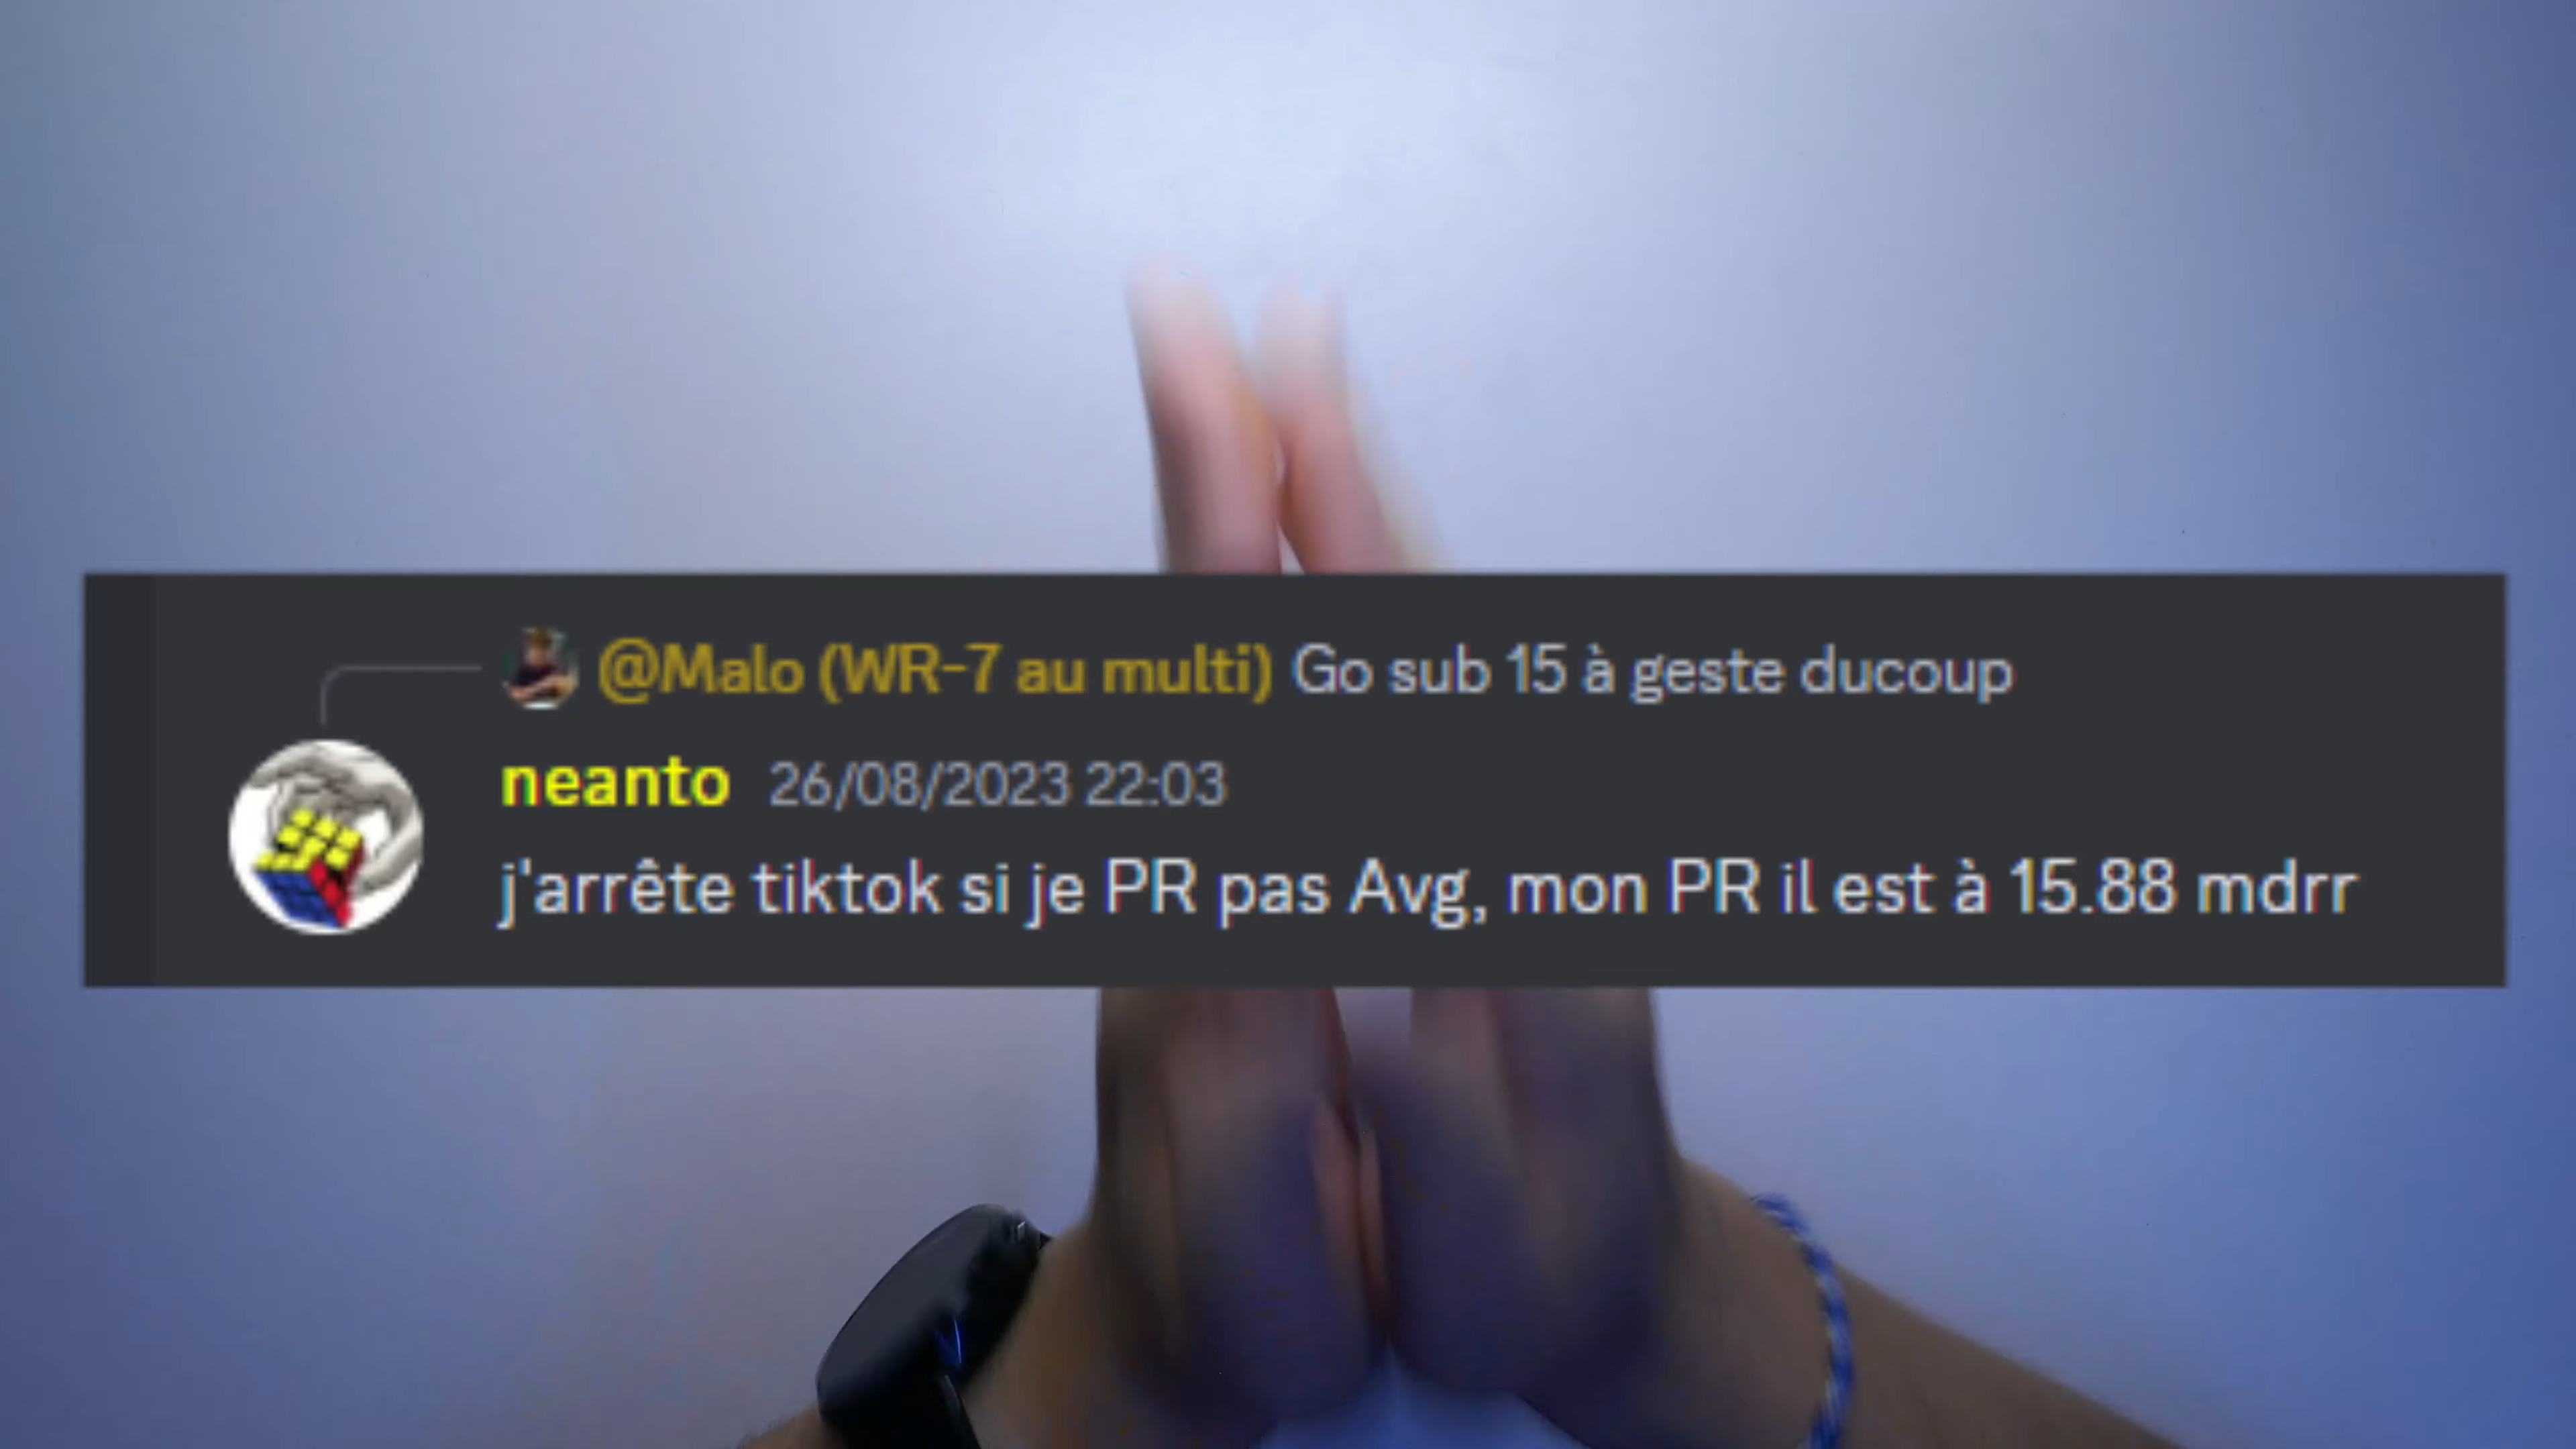 @Malo (WR-7 au multi) Go sub 15 à geste ducoup
neanto 26/08/2023 22:03
j'arrête tiktok si je PR pas Avg, mon PR il est à 15.88 mdrr